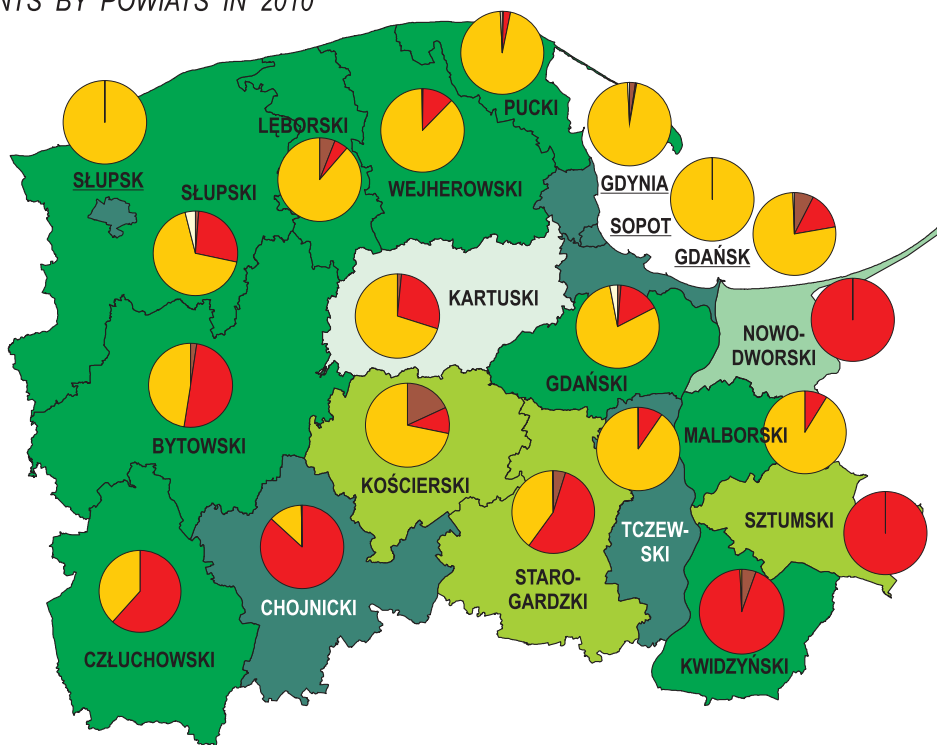 NTS BY POWIATS IN 2010
PUCKI
LĘBORSKI
SŁUPSK
SŁUPSKI
WEJHEROWSKI
GDYNIA
SOPOT
GDAŃSK
KARTUSKI
NOWO-
DWORSKI
GDAŃSKI
BYTOWSKI
MALBORSKI
KOŚCIERSKI
SZTUMSKI
TCZEW-
SKI
STARO-
GARDZKI
CHOJNICKI
CZŁUCHOWSKI
KWIDZYŃSKI